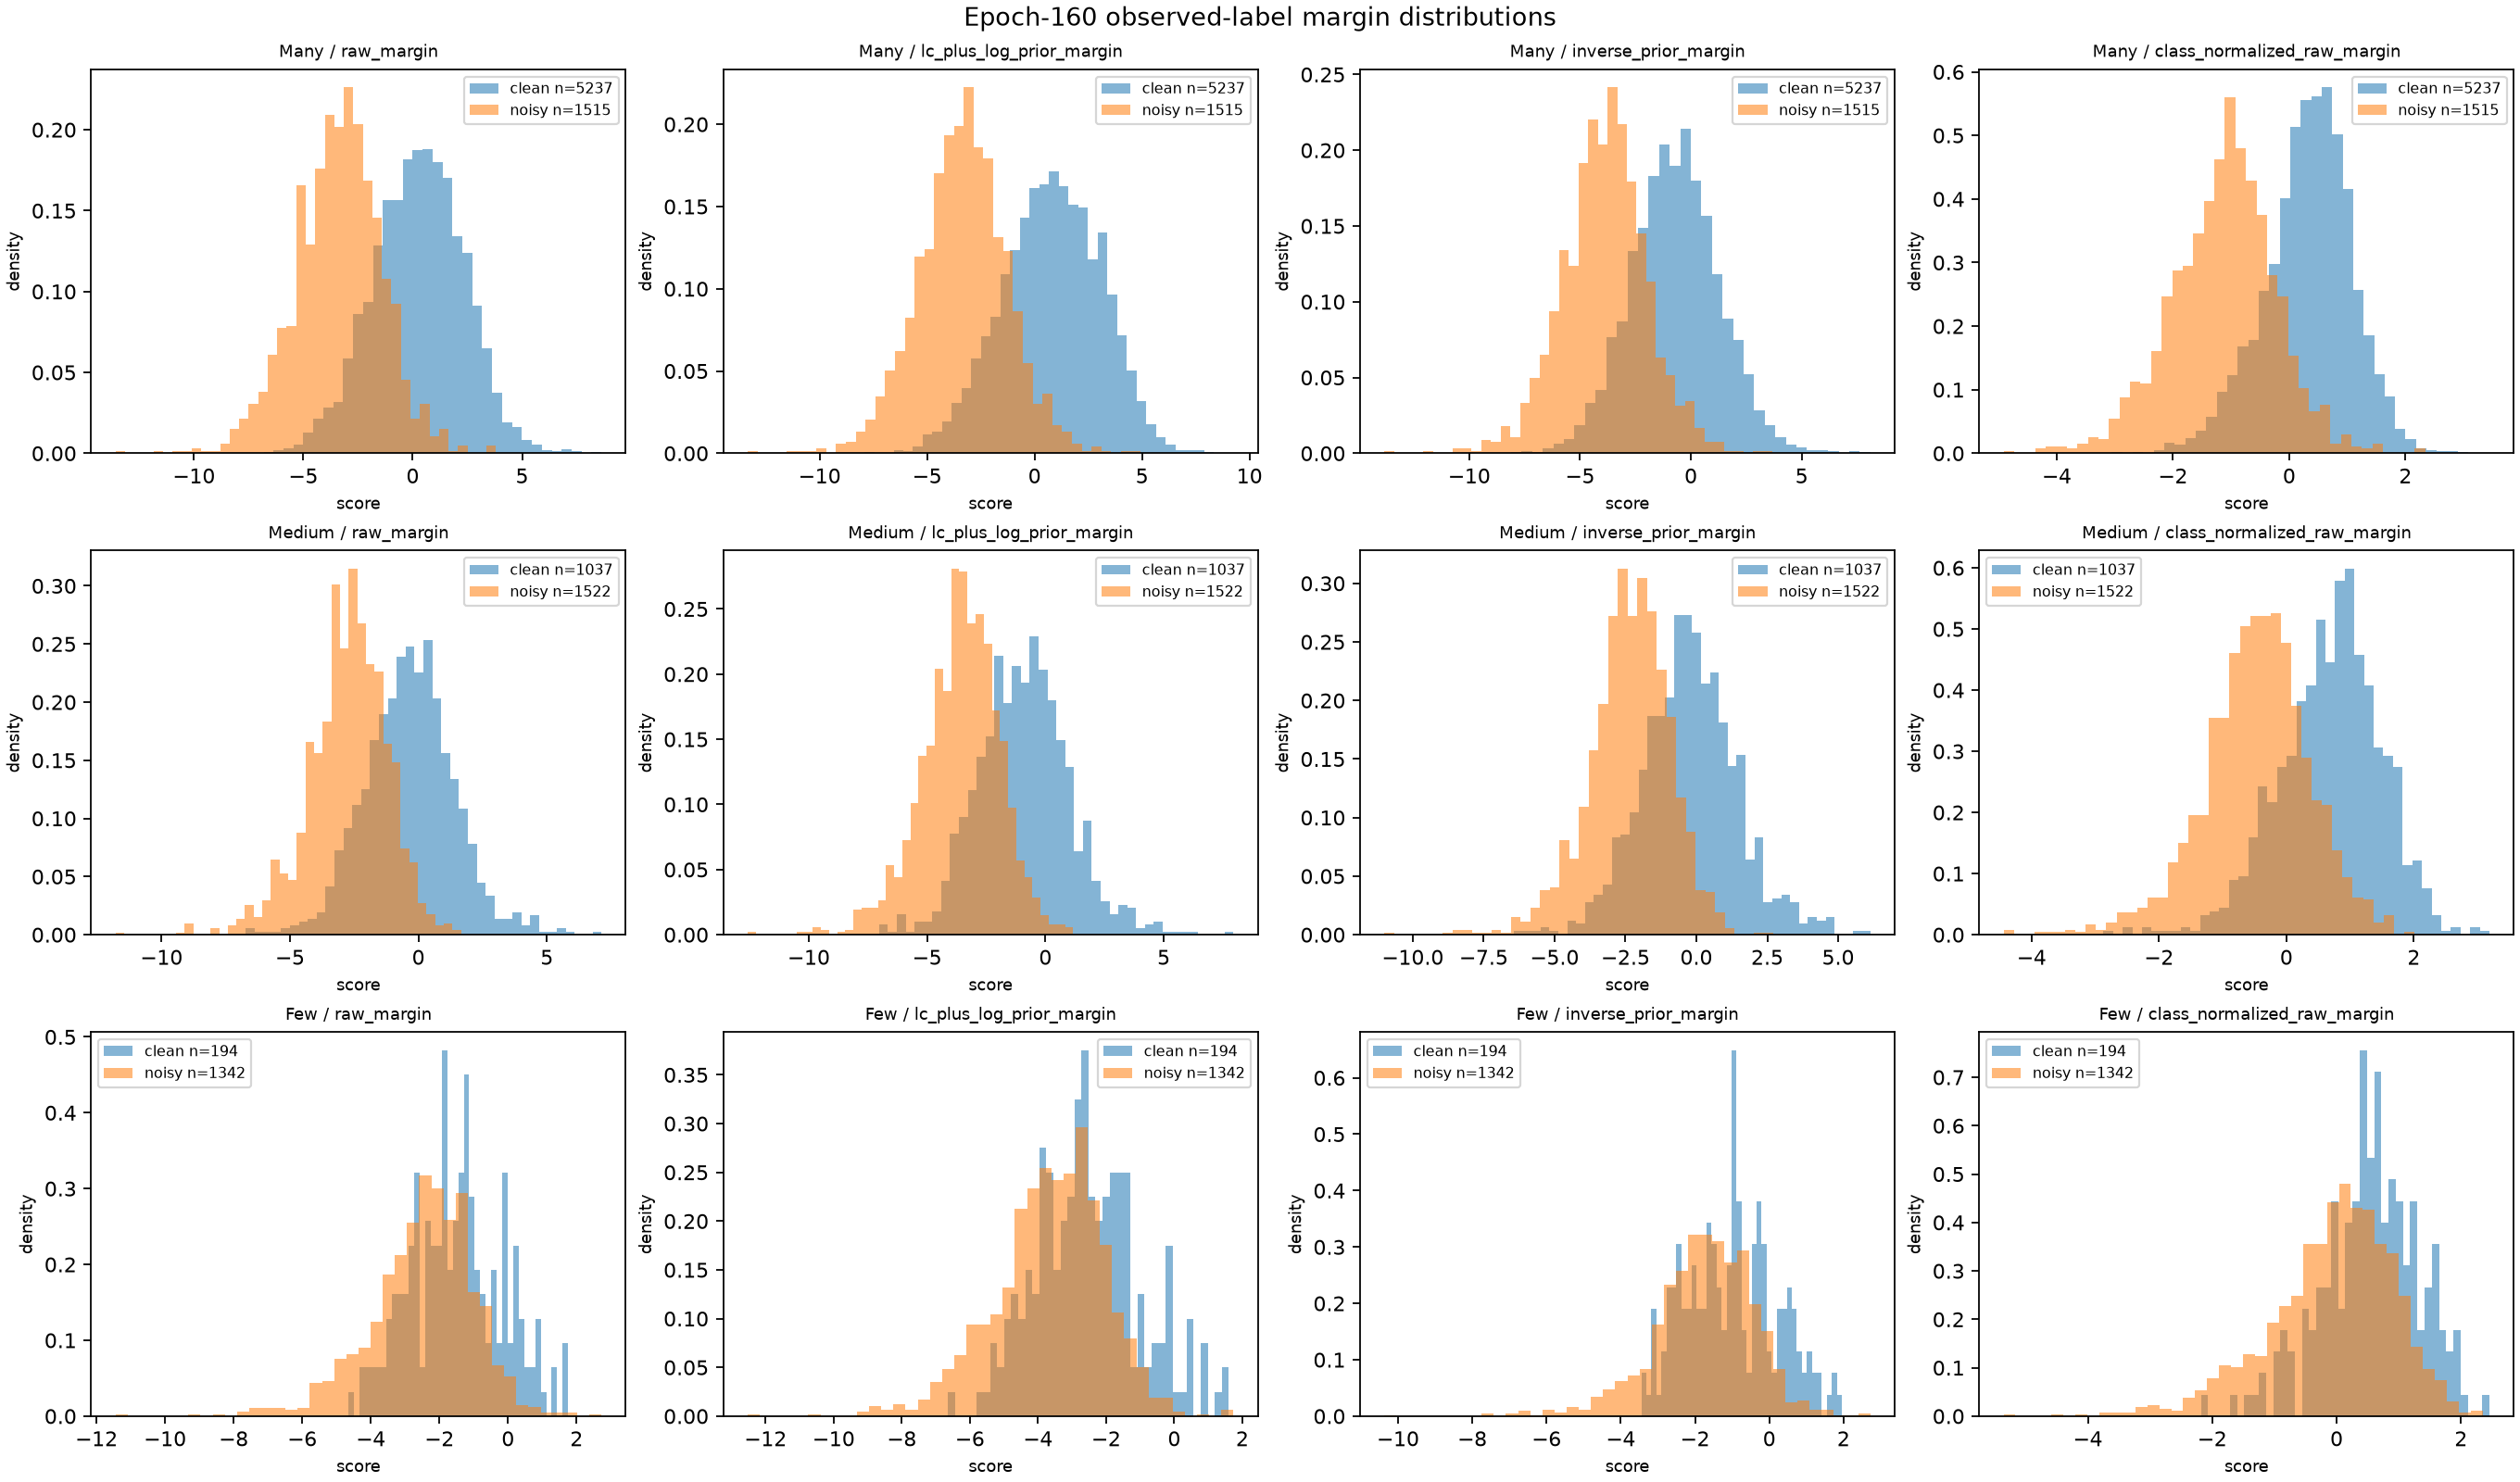 Epoch-160 observed-label margin distributions
Many / raw_margin
clean n=5237
noisy n=1515
density
0.20
0.15
0.10
0.05
0.00
−10
−5
0
5
score
Many / lc_plus_log_prior_margin
clean n=5237
noisy n=1515
density
0.20
0.15
0.10
0.05
0.00
−10
−5
0
5
10
score
Many / inverse_prior_margin
clean n=5237
noisy n=1515
density
0.25
0.20
0.15
0.10
0.05
0.00
−10
−5
0
5
score
Many / class_normalized_raw_margin
clean n=5237
noisy n=1515
density
0.6
0.5
0.4
0.3
0.2
0.1
0.0
−4
−2
0
2
score
Medium / raw_margin
clean n=1037
noisy n=1522
density
0.30
0.25
0.20
0.15
0.10
0.05
0.00
−10
−5
0
5
score
Medium / lc_plus_log_prior_margin
clean n=1037
noisy n=1522
density
0.25
0.20
0.15
0.10
0.05
0.00
−10
−5
0
5
score
Medium / inverse_prior_margin
clean n=1037
noisy n=1522
density
0.30
0.25
0.20
0.15
0.10
0.05
0.00
−10.0
−7.5
−5.0
−2.5
0.0
2.5
5.0
score
Medium / class_normalized_raw_margin
clean n=1037
noisy n=1522
density
0.6
0.5
0.4
0.3
0.2
0.1
0.0
−4
−2
0
2
score
Few / raw_margin
clean n=194
noisy n=1342
density
0.5
0.4
0.3
0.2
0.1
0.0
−12
−10
−8
−6
−4
−2
0
2
score
Few / lc_plus_log_prior_margin
clean n=194
noisy n=1342
density
0.35
0.30
0.25
0.20
0.15
0.10
0.05
0.00
−12
−10
−8
−6
−4
−2
0
2
score
Few / inverse_prior_margin
clean n=194
noisy n=1342
density
0.6
0.5
0.4
0.3
0.2
0.1
0.0
−10
−8
−6
−4
−2
0
2
score
Few / class_normalized_raw_margin
clean n=194
noisy n=1342
density
0.7
0.6
0.5
0.4
0.3
0.2
0.1
0.0
−4
−2
0
2
score